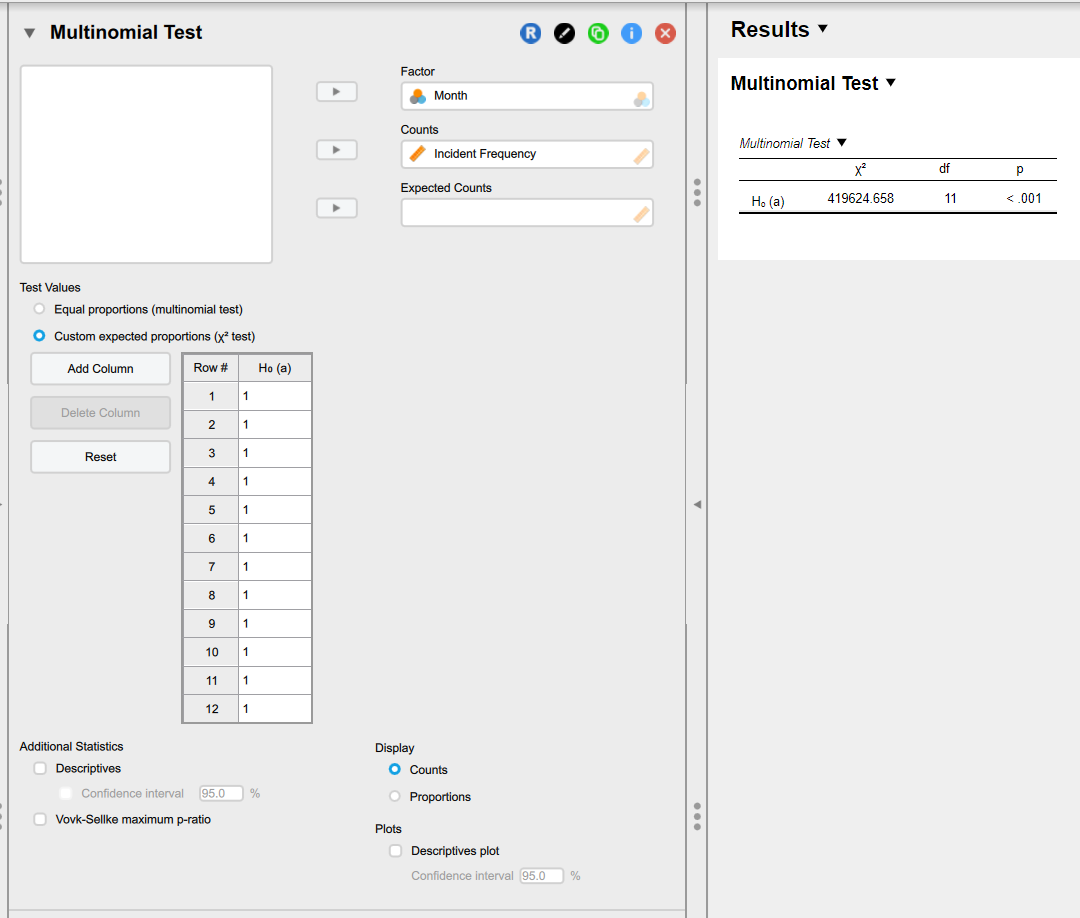 Multinomial Test
R
i
Factor
Month
Counts
Incident Frequency
Expected Counts
Test Values
Equal proportions (multinomial test)
Custom expected proportions (χ² test)
Add Column
Delete Column
Reset
Row # H₀ (a)
1 1
2 1
3 1
4 1
5 1
6 1
7 1
8 1
9 1
10 1
11 1
12 1
Additional Statistics
Descriptives
Confidence interval 95.0 %
Vovk-Sellke maximum p-ratio
Display
Counts
Proportions
Plots
Descriptives plot
Confidence interval 95.0 %
Results
Multinomial Test
Multinomial Test
χ² df p
H₀ (a) 419624.658 11 < .001